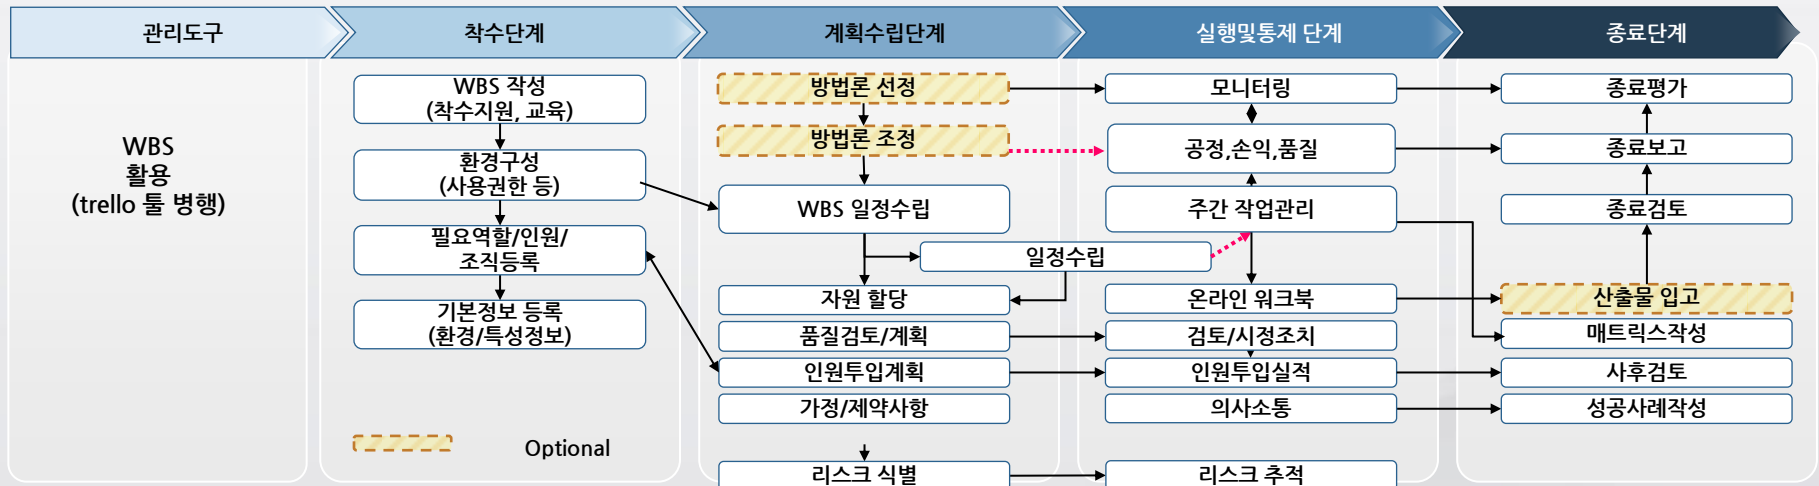 관리도구
착수단계
계획수립단계
실행및통제 단계
종료단계
WBS
활용
(trello 툴 병행)
WBS 작성
(착수지원, 교육)
환경구성
(사용권한 등)
필요역할/인원/
조직등록
기본정보 등록
(환경/특성정보)
Optional
방법론 선정
방법론 조정
WBS 일정수립
일정수립
자원 할당
품질검토/계획
인원투입계획
가정/제약사항
리스크 식별
모니터링
공정,손익,품질
주간 작업관리
온라인 워크북
검토/시정조치
인원투입실적
의사소통
리스크 추적
종료평가
종료보고
종료검토
산출물 입고
매트릭스작성
사후검토
성공사례작성